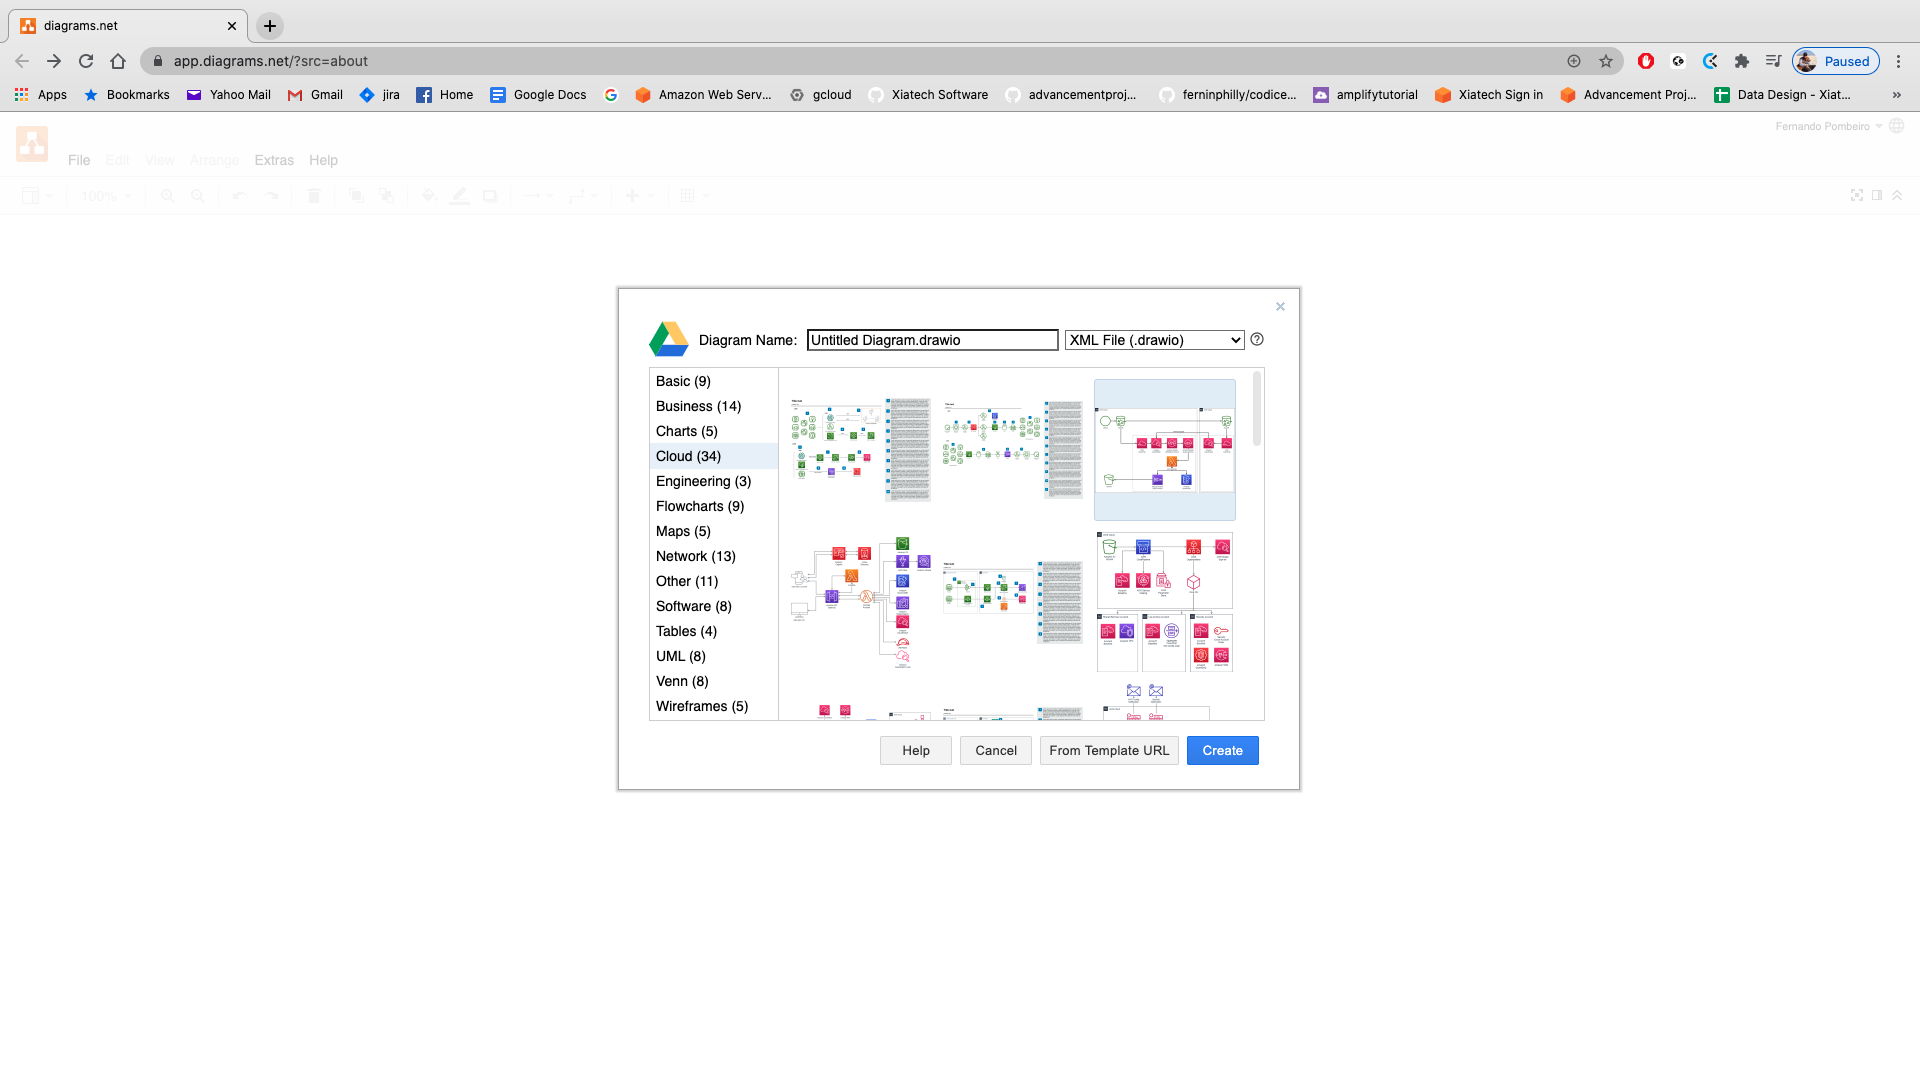 diagrams.net
app.diagrams.net/?src=about
Paused
Apps
Bookmarks
Yahoo Mail
Gmail
jira
Home
Google Docs
Amazon Web Serv...
gcloud
Xiatech Software
advancementproj...
ferninphilly/codice...
amplifytutorial
Xiatech Sign in
Advancement Proj...
Data Design - Xiat...
»
Fernando Pombeiro
File Edit View Arrange Extras Help
100%
Diagram Name: Untitled Diagram.drawio XML File (.drawio)
Basic (9)
Business (14)
Charts (5)
Cloud (34)
Engineering (3)
Flowcharts (9)
Maps (5)
Network (13)
Other (11)
Software (8)
Tables (4)
UML (8)
Venn (8)
Wireframes (5)
Help Cancel From Template URL Create